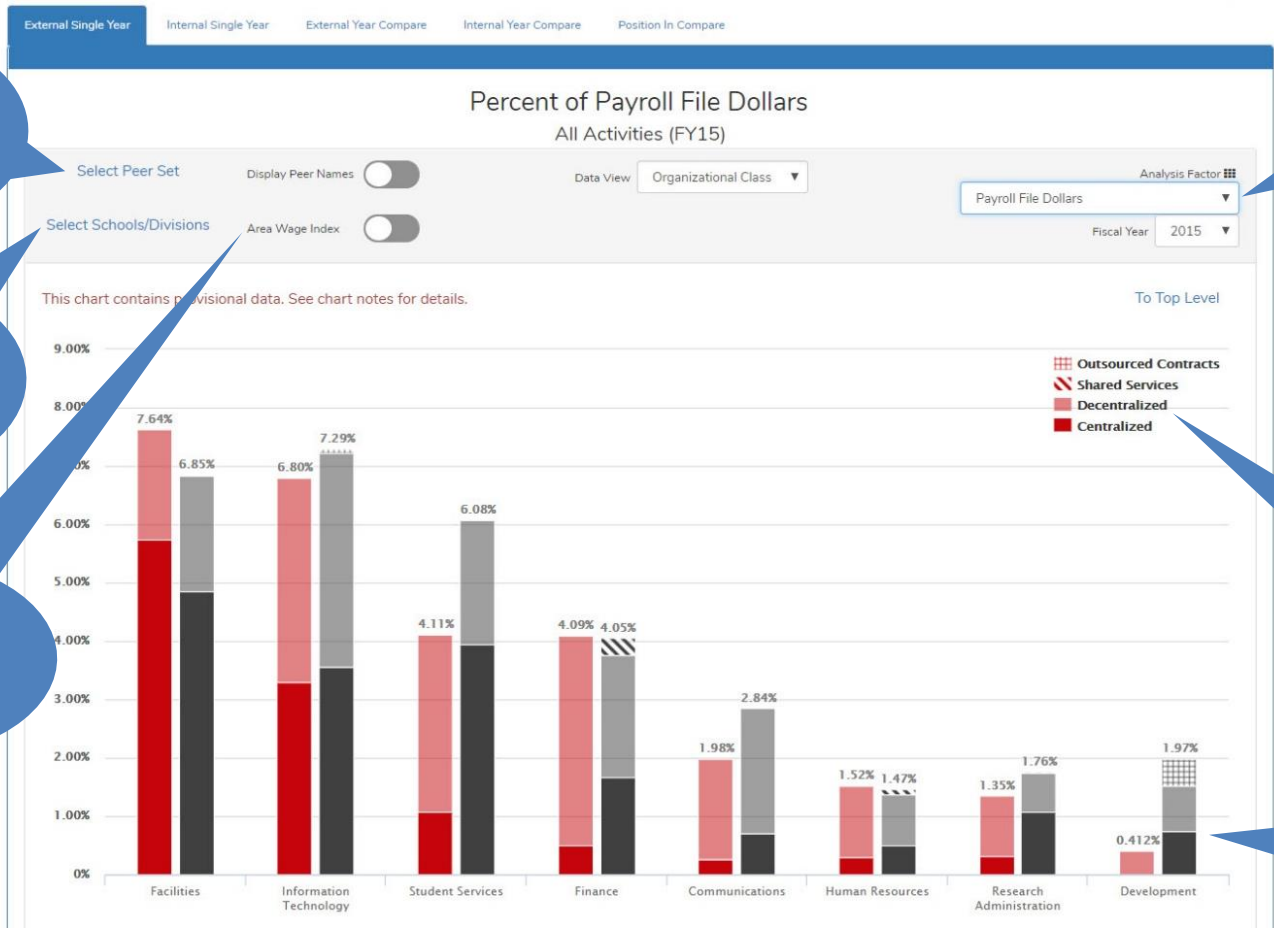 External Single Year Internal Single Year External Year Compare Internal Year Compare Position In Compare
Percent of Payroll File Dollars
All Activities (FY15)
Select Peer Set Display Peer Names Data View Organizational Class Analysis Factor
Payroll File Dollars
Select Schools/Divisions Area Wage Index Fiscal Year 2015
This chart contains provisional data. See chart notes for details. To Top Level
9.00%
Outsourced Contracts
Shared Services
8.00% Decentralized
Centralized
7.64%
7.29%
6.85%
6.80%
6.08%
6.00%
5.00%
4.11% 4.09% 4.05%
4.00%
3.00%
2.84%
2.00%
1.98%
1.97%
1.76%
1.52% 1.47%
1.35%
1.00%
0.412%
0%
Facilities Information Student Services Finance Communications Human Resources Research Development
Technology Administration